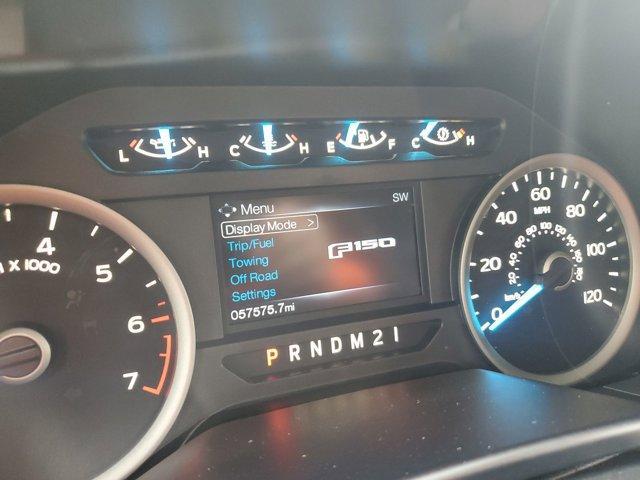 L H C H E F C H
Menu SW
Display Mode >
Trip/Fuel
Towing
Off Road
Settings
F150
057575.7mi
P R N D M 2 1
4 5 6 7
X 1000
0 20 40 60 80 100 120
MPH
km/h